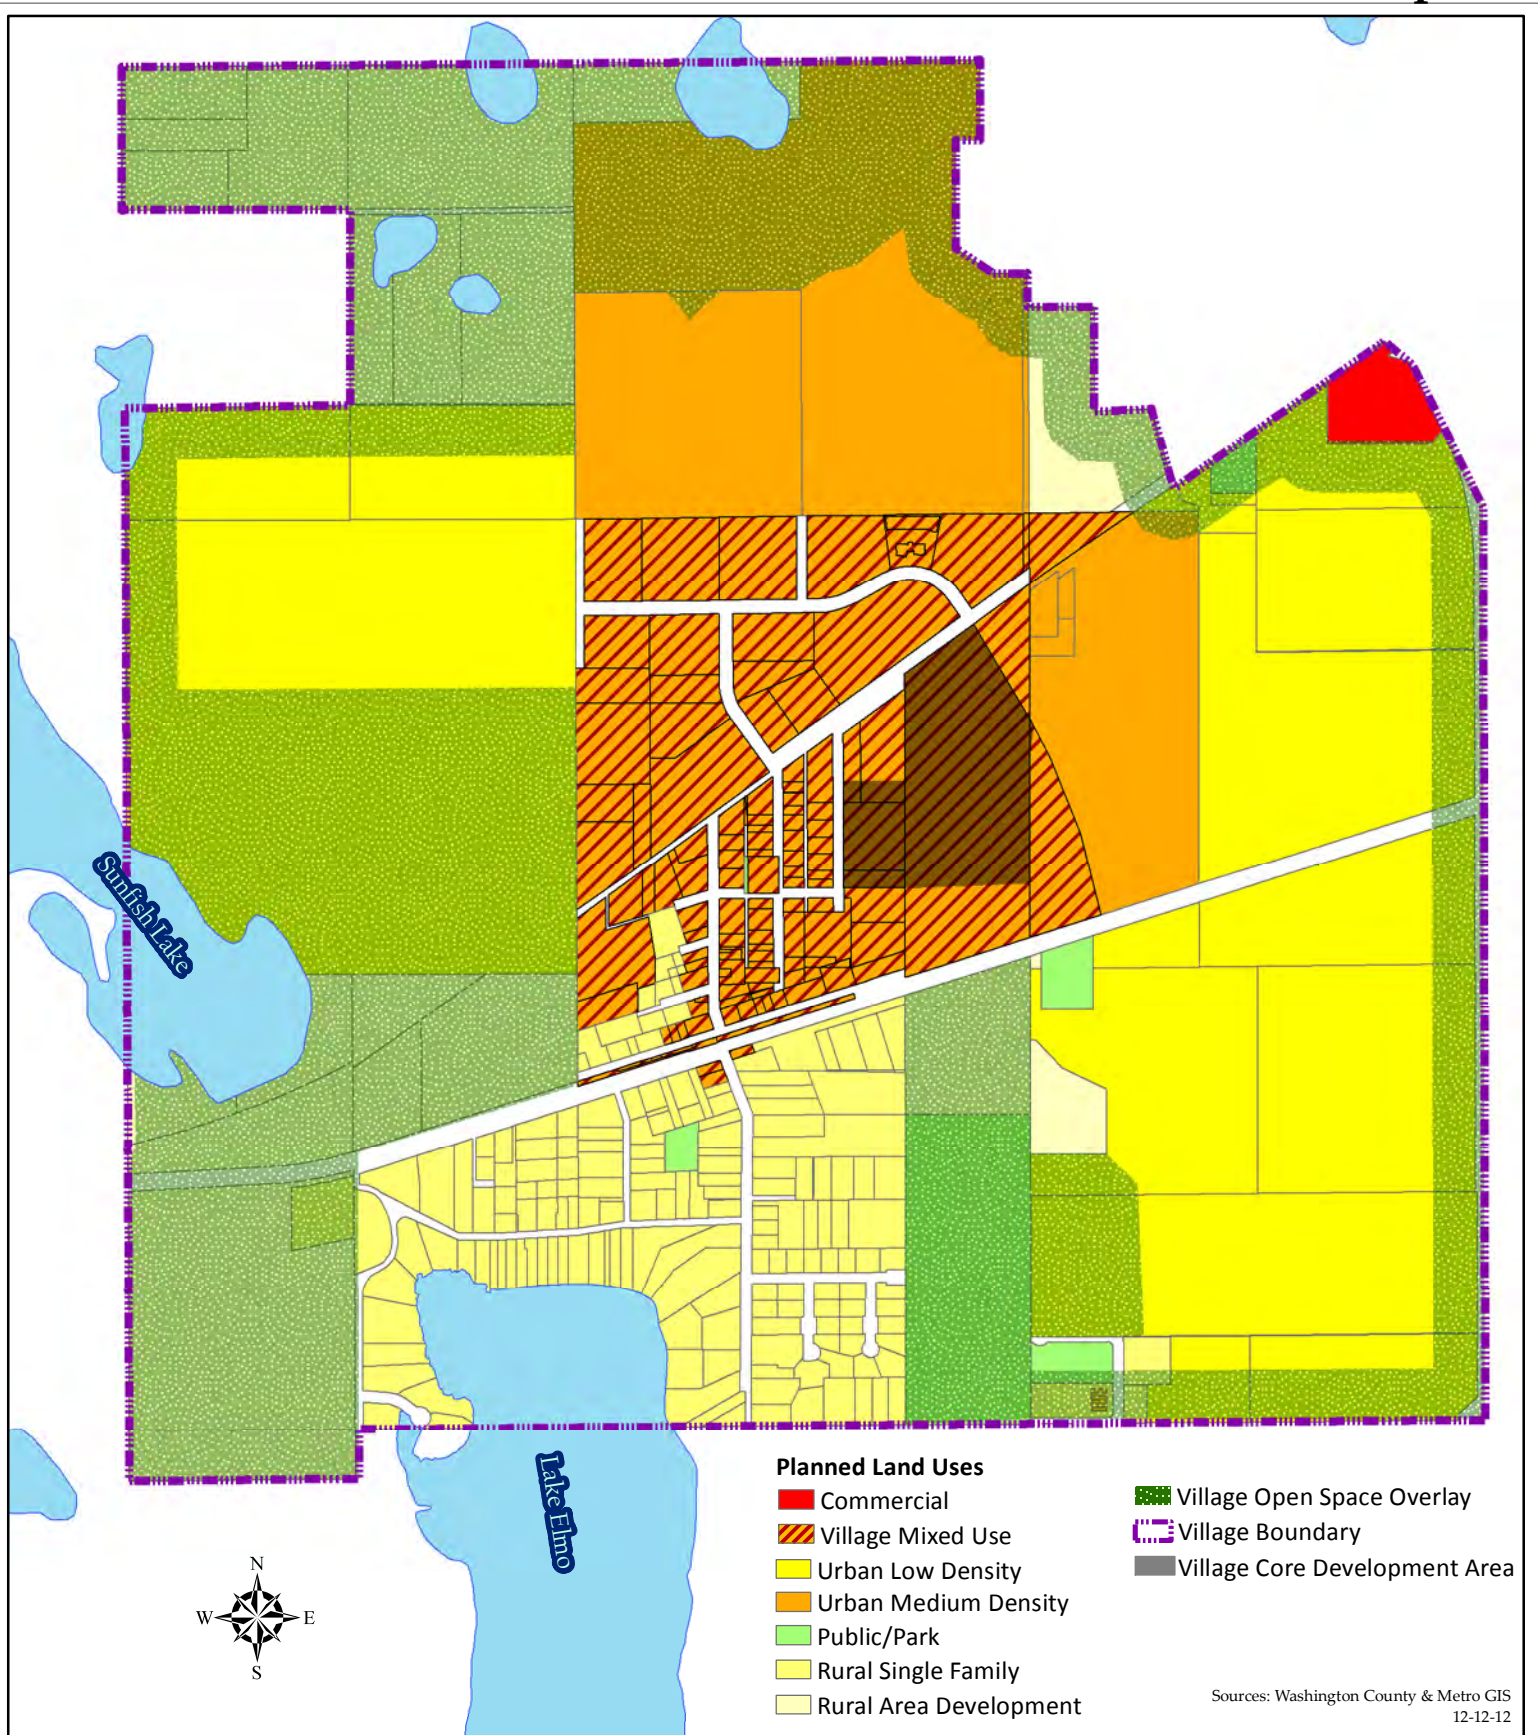 Sunfish Lake
Lake Elmo
N
W
E
S
Planned Land Uses
Commercial
Village Mixed Use
Urban Low Density
Urban Medium Density
Public/Park
Rural Single Family
Rural Area Development
Village Open Space Overlay
Village Boundary
Village Core Development Area
Sources: Washington County & Metro GIS
12-12-12